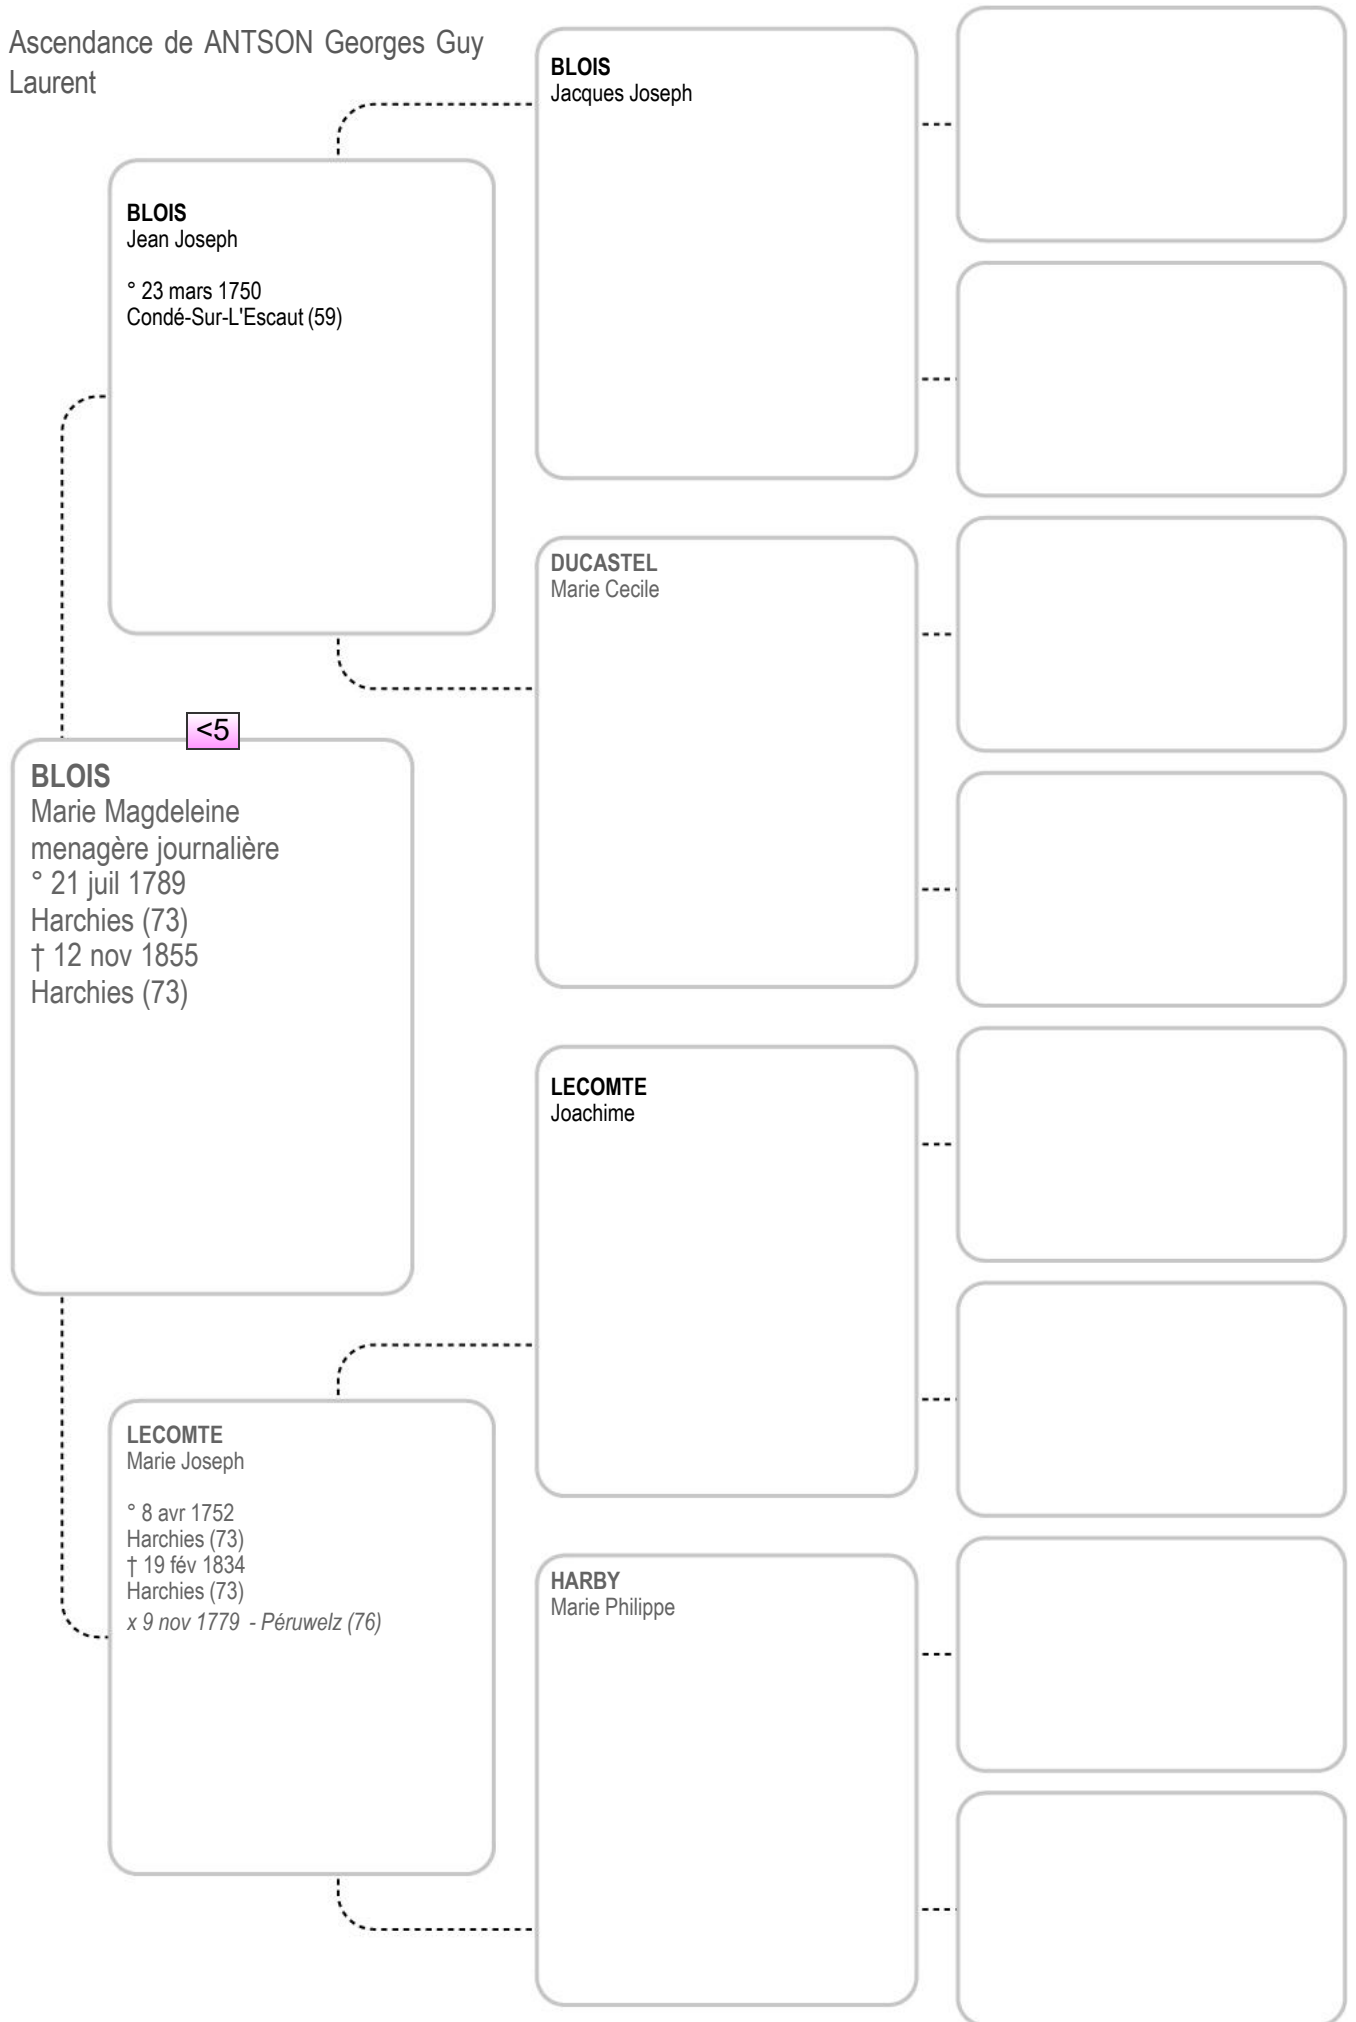 Ascendance de ANTSON Georges Guy
Laurent
BLOIS
Jacques Joseph
BLOIS
Jean Joseph
° 23 mars 1750
Condé-Sur-L'Escaut (59)
DUCASTEL
Marie Cecile
<5
BLOIS
Marie Magdeleine
menagère journalière
° 21 juil 1789
Harchies (73)
† 12 nov 1855
Harchies (73)
LECOMTE
Joachime
LECOMTE
Marie Joseph
° 8 avr 1752
Harchies (73)
† 19 fév 1834
Harchies (73)
x 9 nov 1779 - Péruwelz (76)
HARBY
Marie Philippe